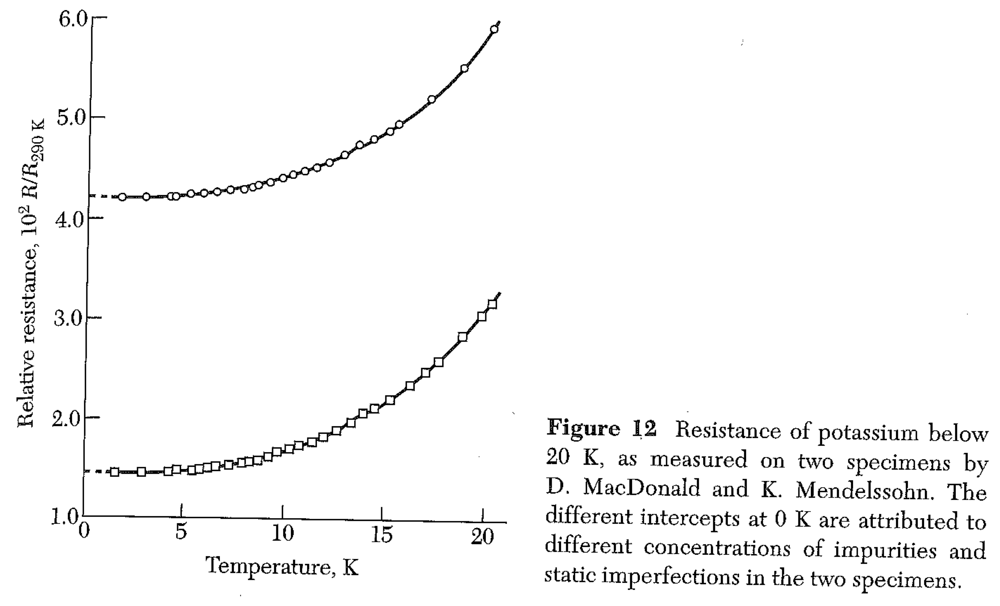 6.0
5.0
4.0
3.0
2.0
1.0
Relative resistance, 10² R/R₂₉₀ K
0 5 10 15 20
Temperature, K
Figure 12 Resistance of potassium below
20 K, as measured on two specimens by
D. MacDonald and K. Mendelssohn. The
different intercepts at 0 K are attributed to
different concentrations of impurities and
static imperfections in the two specimens.